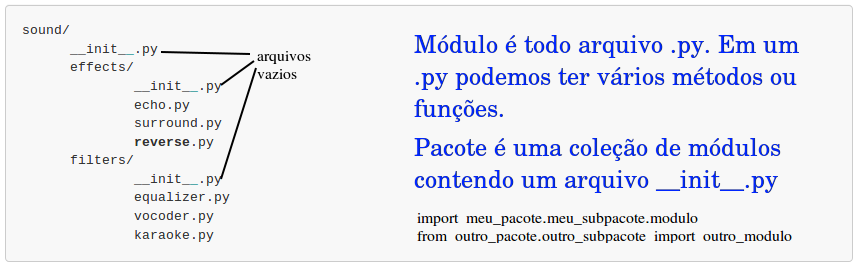 sound/
__init__.py
effects/
__init__.py
echo.py
surround.py
reverse.py
filters/
__init__.py
equalizer.py
vocoder.py
karaoke.py
arquivos
vazios
Módulo é todo arquivo .py. Em um
.py podemos ter vários métodos ou
funções.
Pacote é uma coleção de módulos
contendo um arquivo __init__.py
import meu_pacote.meu_subpacote.modulo
from outro_pacote.outro_subpacote import outro_modulo